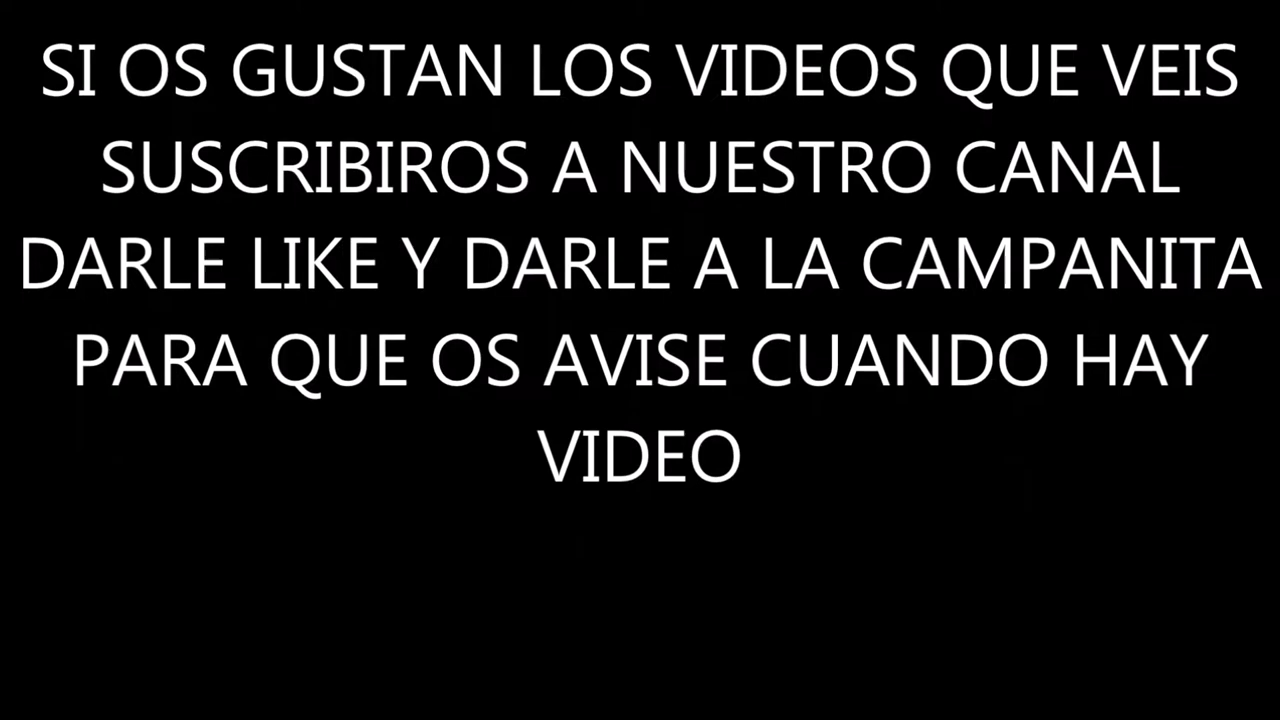 SI OS GUSTAN LOS VIDEOS QUE VEIS
SUSCRIBIROS A NUESTRO CANAL
DARLE LIKE Y DARLE A LA CAMPANITA
PARA QUE OS AVISE CUANDO HAY
VIDEO